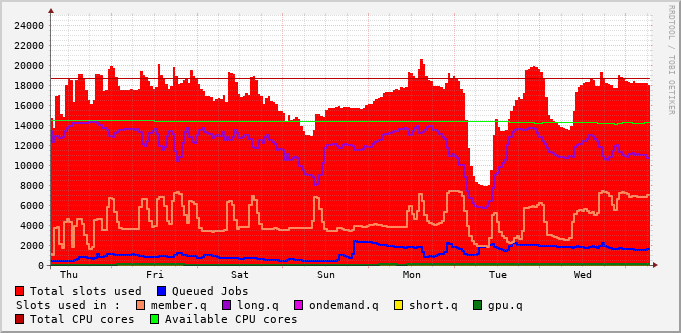 24000
22000
20000
18000
16000
14000
12000
10000
8000
6000
4000
2000
0
Thu Fri Sat Sun Mon Tue Wed
RRDTOOL / TOBI OETIKER
Total slots used Queued Jobs
Slots used in : member.q long.q ondemand.q short.q gpu.q
Total CPU cores Available CPU cores